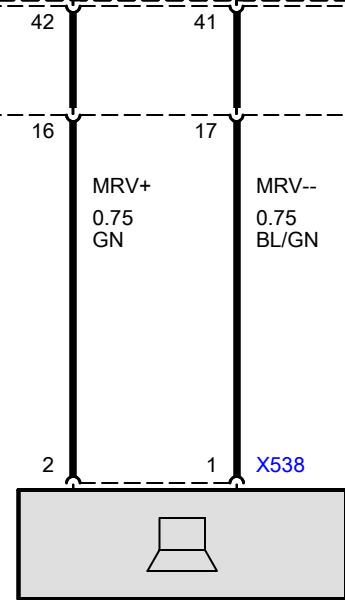 42 41
16 17
MRV+ MRV--
0.75 0.75
GN BL/GN
2 1 X538